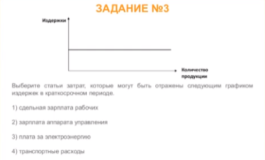 ЗАДАНИЕ №3
Издержки
Количество
продукции
Выберите статьи затрат, которые могут быть отражены следующим графиком
издержек в краткосрочном периоде.
1) сдельная зарплата рабочих
2) зарплата аппарата управления
3) плата за электроэнергию
4) транспортные расходы